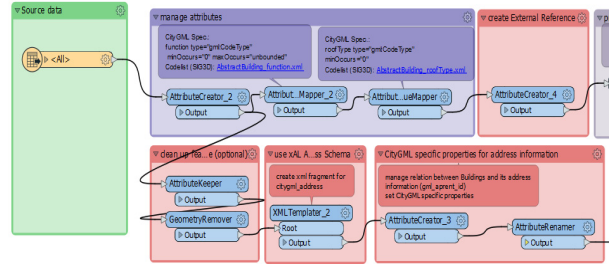 Source data
<All>
manage attributes
CityGML Spec.:
function type="gmlCodeType"
minOccurs="0" maxOccurs="unbounded"
Codelist (SIG3D): AbstractBuilding_function.xml
CityGML Spec.:
roofType type="gmlCodeType"
minOccurs="0"
Codelist (SIG3D): AbstractBuilding_roofType.xml
AttributeCreator_2
Output
Attribut...Mapper_2
Output
Attribut...ueMapper
Output
create External Reference
AttributeCreator_4
Output
p
clean up fea...e (optional)
AttributeKeeper
Output
GeometryRemover
Output
use xAL A...ss Schema
create xml fragment for
citygml_address
XMLTemplater_2
Root
Output
CityGML specific properties for address information
manage relation between Buildings and its Address
information (gml_aprent_id)
set CityGML specific properties
AttributeCreator_3
Output
AttributeRenamer
Output